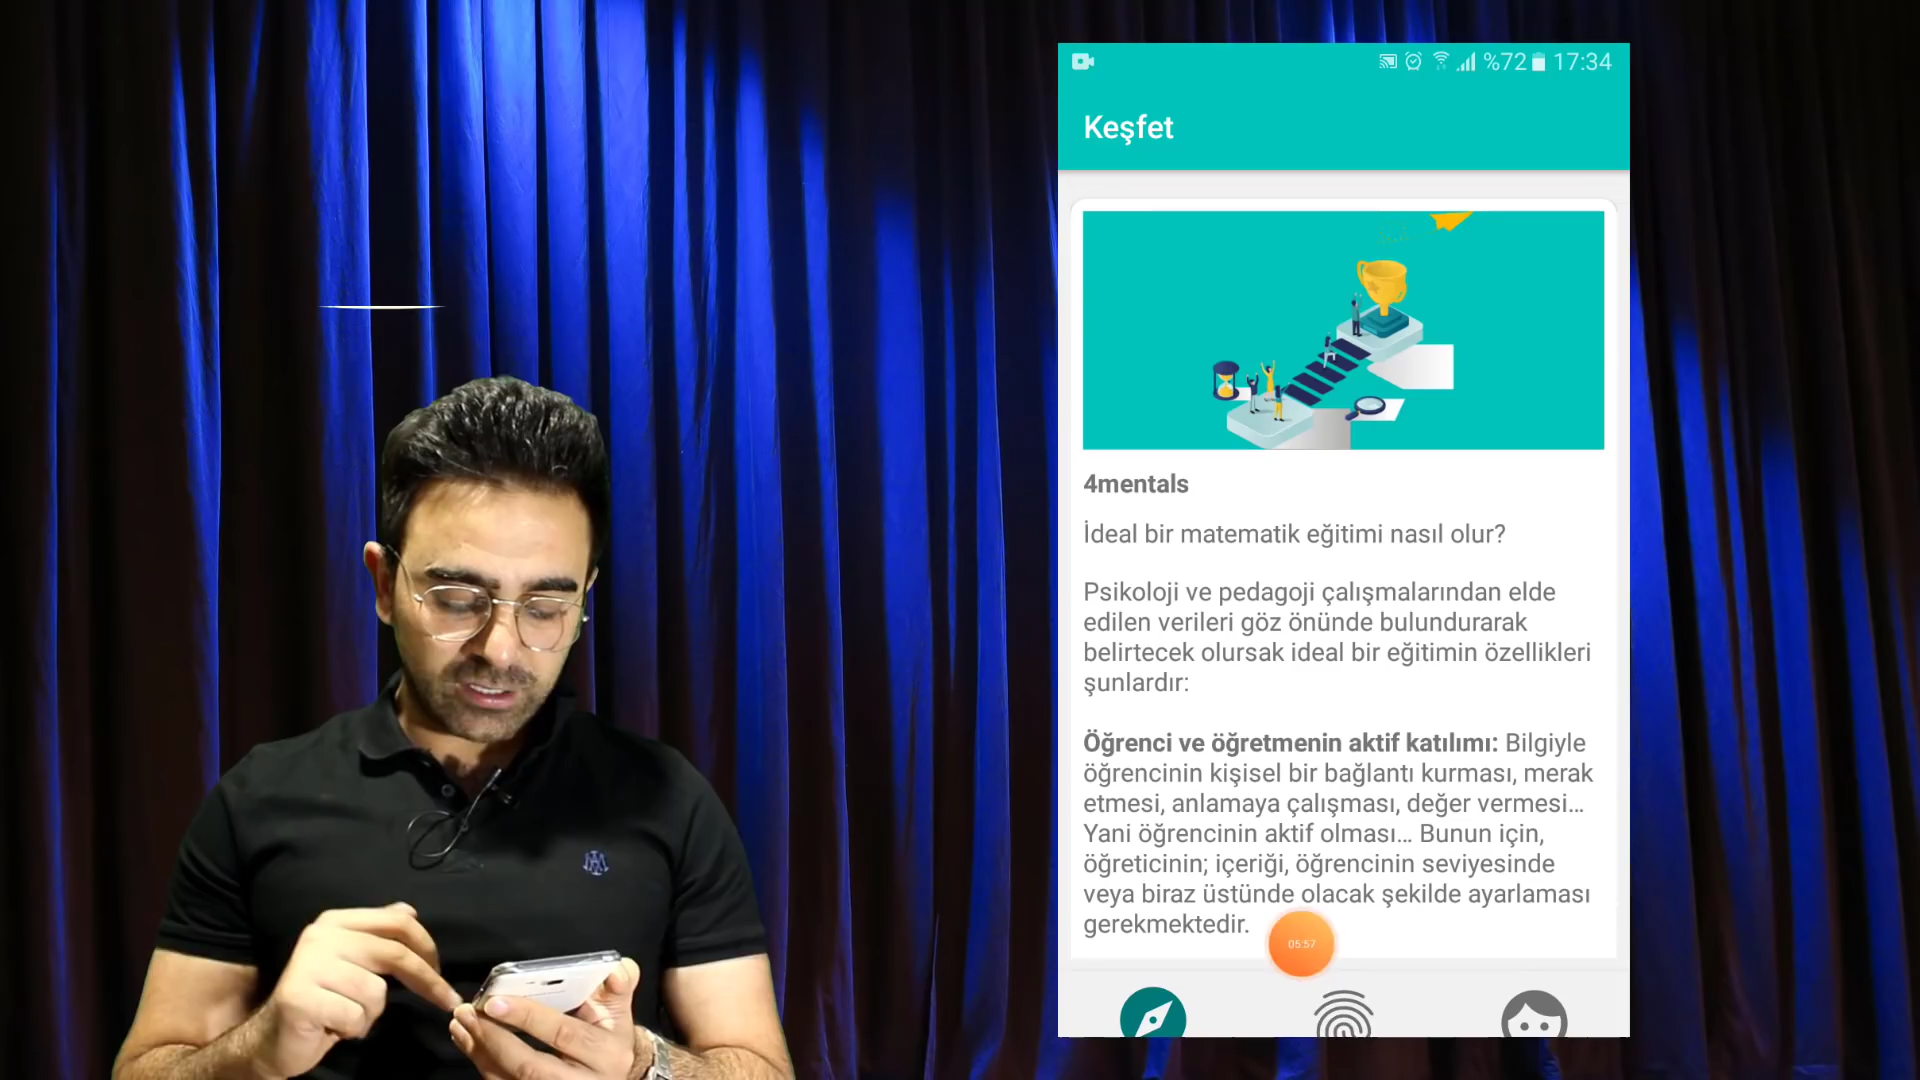 %72 17:34
Keşfet
4mentals
İdeal bir matematik eğitimi nasıl olur?
Psikoloji ve pedagoji çalışmalarından elde
edilen verileri göz önünde bulundurarak
belirtecek olursak ideal bir eğitimin özellikleri
şunlardır:
Öğrenci ve öğretmenin aktif katılımı: Bilgiyle
öğrencinin kişisel bir bağlantı kurması, merak
etmesi, anlamaya çalışması, değer vermesi...
Yani öğrencinin aktif olması... Bunun için,
öğreticinin; içeriği, öğrencinin seviyesinde
veya biraz üstünde olacak şekilde ayarlaması
gerekmektedir.
05:57